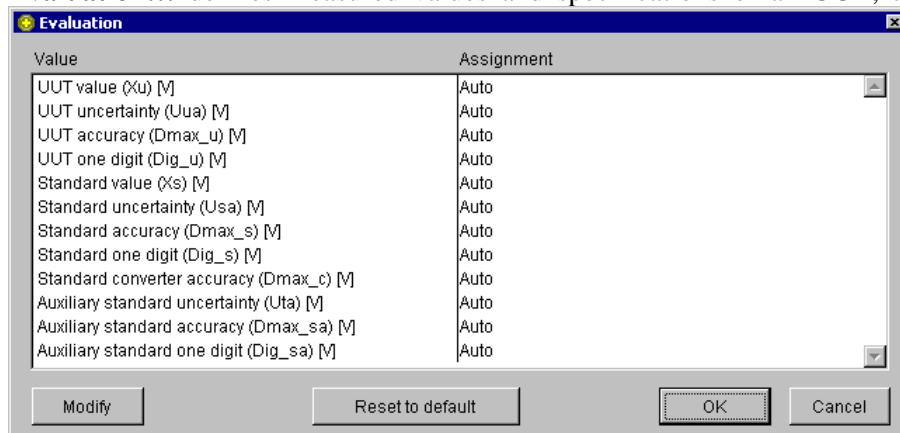 Evaluation
Value Assignment
UUT value (Xu) [V] Auto
UUT uncertainty (Uua) [V] Auto
UUT accuracy (Dmax_u) [V] Auto
UUT one digit (Dig_u) [V] Auto
Standard value (Xs) [V] Auto
Standard uncertainty (Usa) [V] Auto
Standard accuracy (Dmax_s) [V] Auto
Standard one digit (Dig_s) [V] Auto
Standard converter accuracy (Dmax_c) [V] Auto
Auxiliary standard uncertainty (Uta) [V] Auto
Auxiliary standard accuracy (Dmax_sa) [V] Auto
Auxiliary standard one digit (Dig_sa) [V] Auto
Modify Reset to default OK Cancel